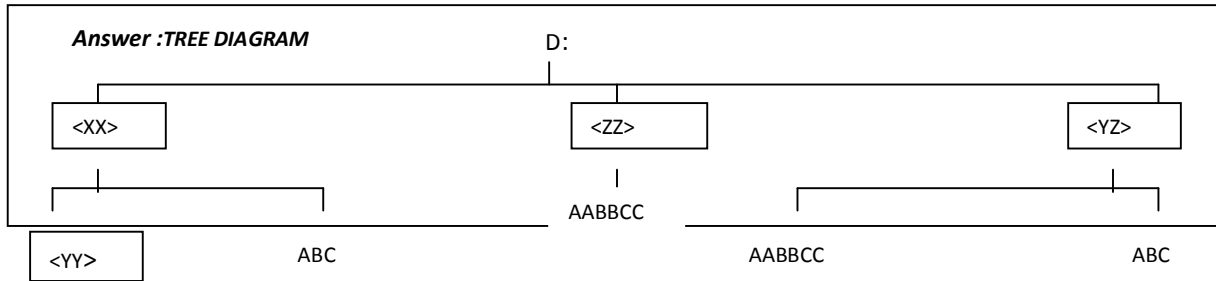 Answer :TREE DIAGRAM
D:
<XX> <ZZ> <YZ>
AABBCC
<YY> ABC AABBCC ABC